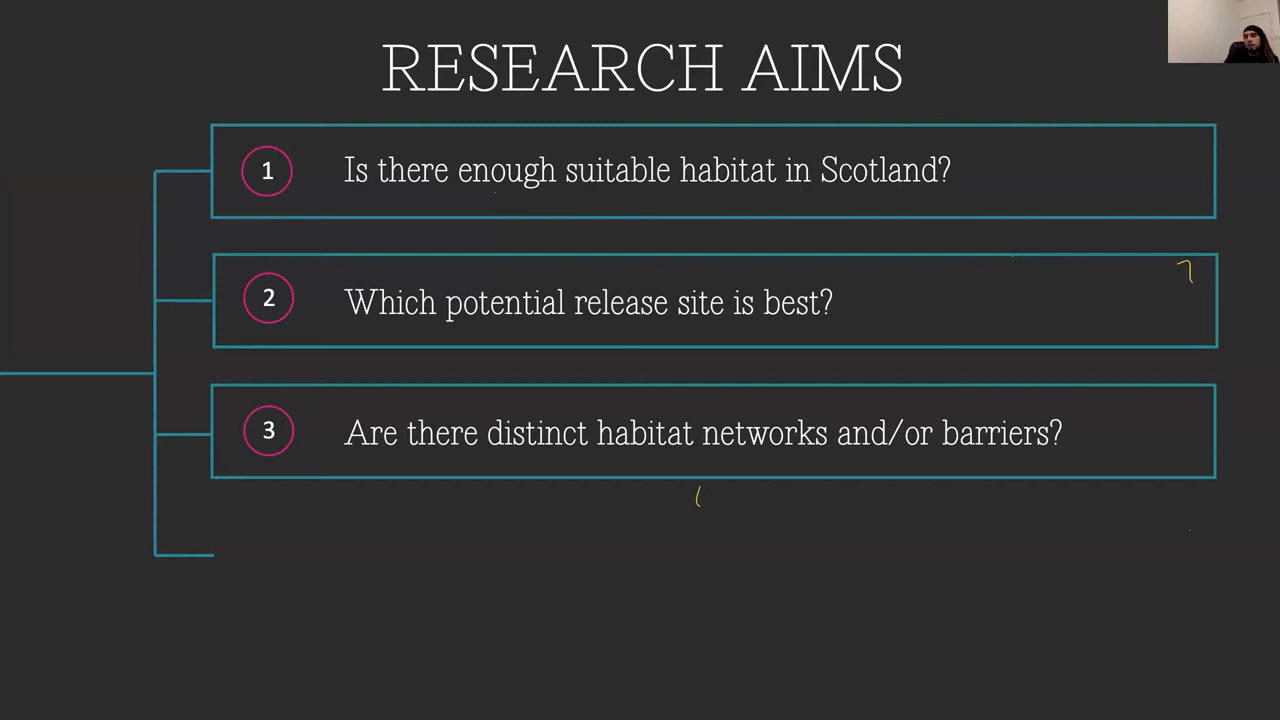 RESEARCH AIMS
1 Is there enough suitable habitat in Scotland?
2 Which potential release site is best?
3 Are there distinct habitat networks and/or barriers?